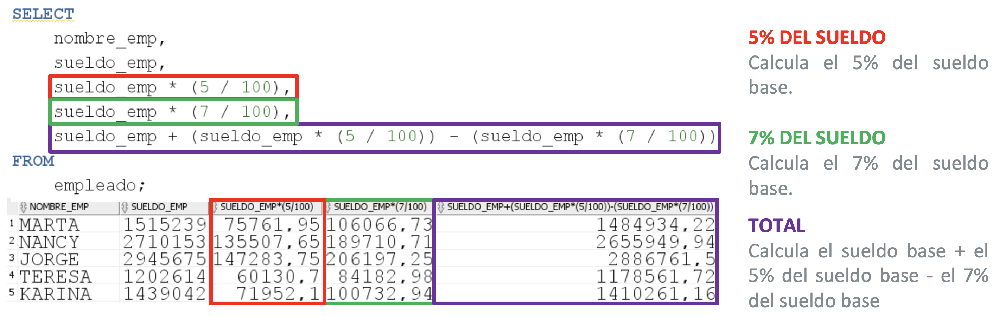 SELECT
nombre_emp,
sueldo_emp,
sueldo_emp * (5 / 100),
sueldo_emp * (7 / 100),
sueldo_emp + (sueldo_emp * (5 / 100)) - (sueldo_emp * (7 / 100))
FROM
empleado;
NOMBRE_EMP SUELDO_EMP SUELDO_EMP*(5/100) SUELDO_EMP*(7/100) SUELDO_EMP+(SUELDO_EMP*(5/100))-(SUELDO_EMP*(7/100))
1 MARTA 1515239 75761,95 106066,73 1484934,22
2 NANCY 2710153 135507,65 189710,71 2655949,94
3 JORGE 2945675 147283,75 206197,25 2886761,5
4 TERESA 1202614 60130,7 84182,98 1178561,72
5 KARINA 1439042 71952,1 100732,94 1410261,16
5% DEL SUELDO
Calcula el 5% del sueldo
base.
7% DEL SUELDO
Calcula el 7% del sueldo
base.
TOTAL
Calcula el sueldo base + el
5% del sueldo base - el 7%
del sueldo base